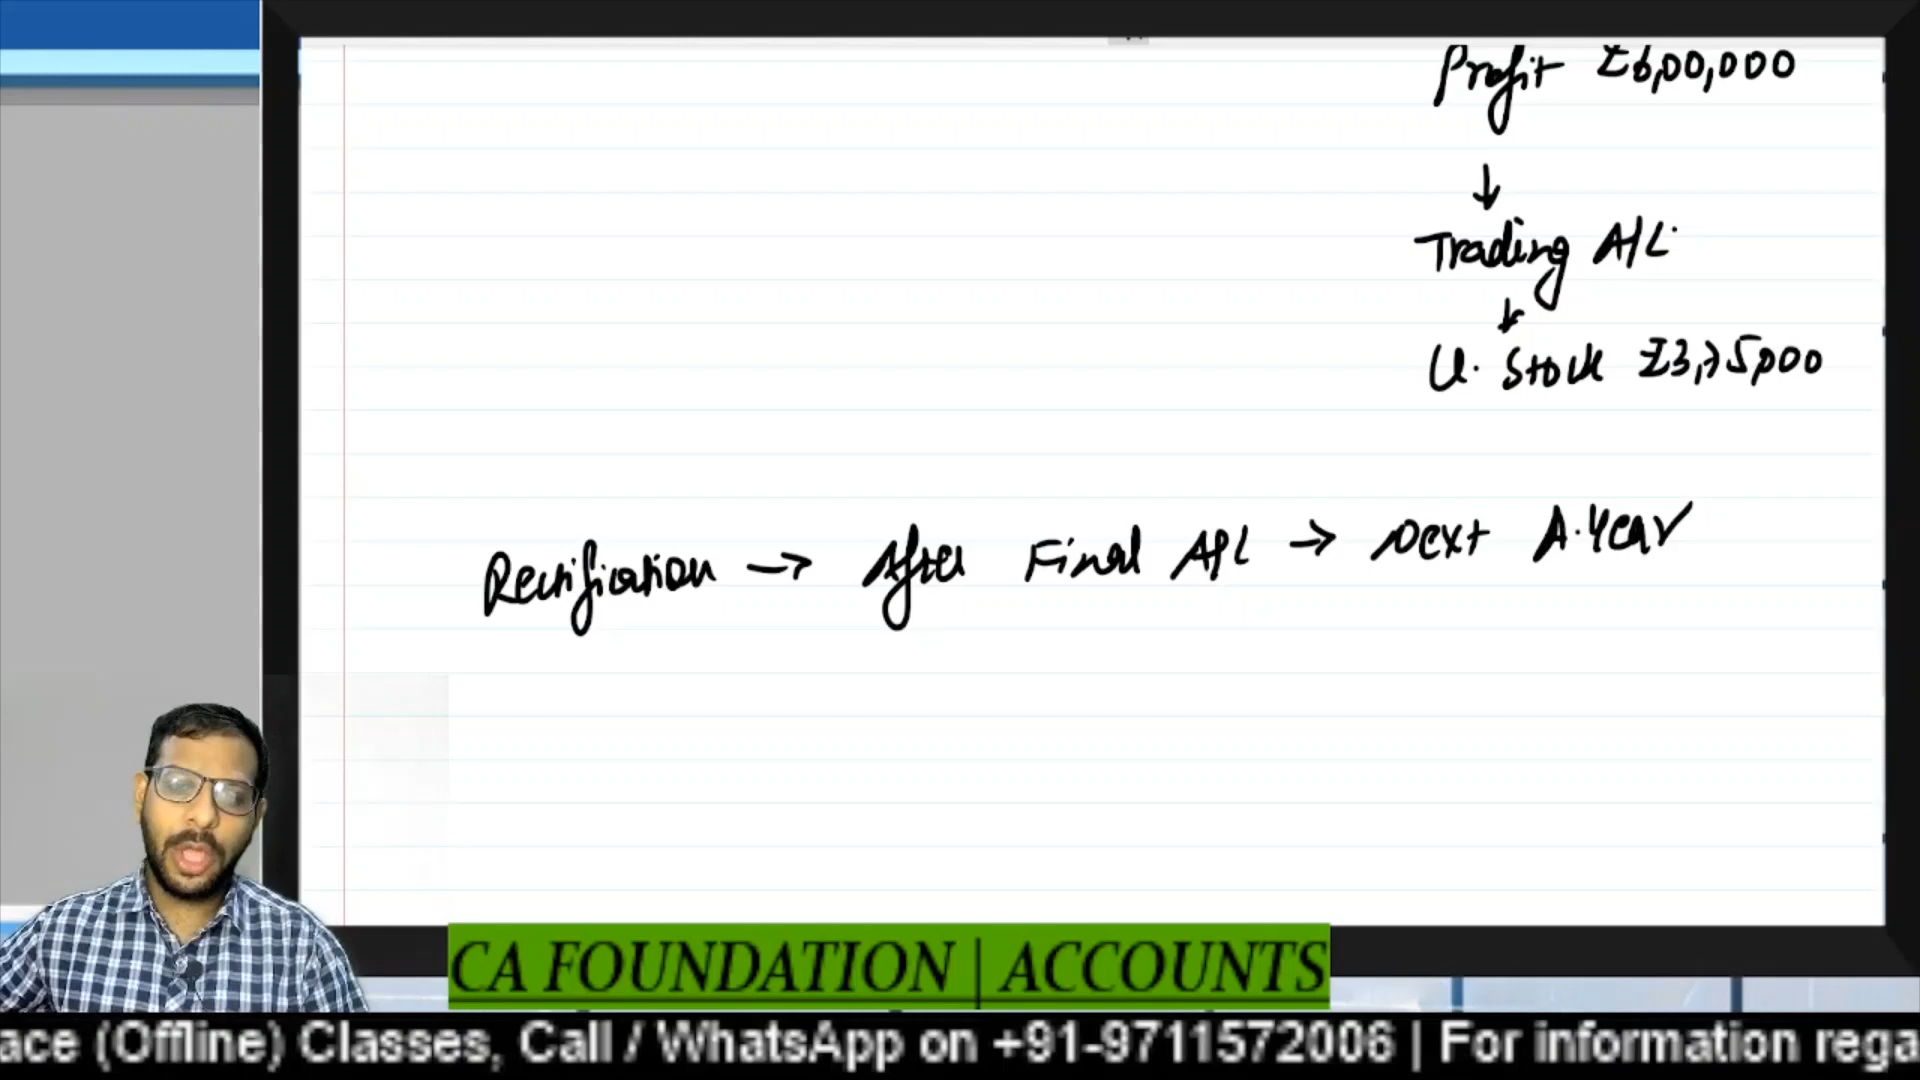 Profit ₹6,00,000
↓
Trading A/c
↓
Cl. Stock ₹3,75,000
Rectification → After Final A/c → Next A.Year
CA FOUNDATION | ACCOUNTS
ace (Offline) Classes, Call / WhatsApp on +91-9711572006 | For information rega